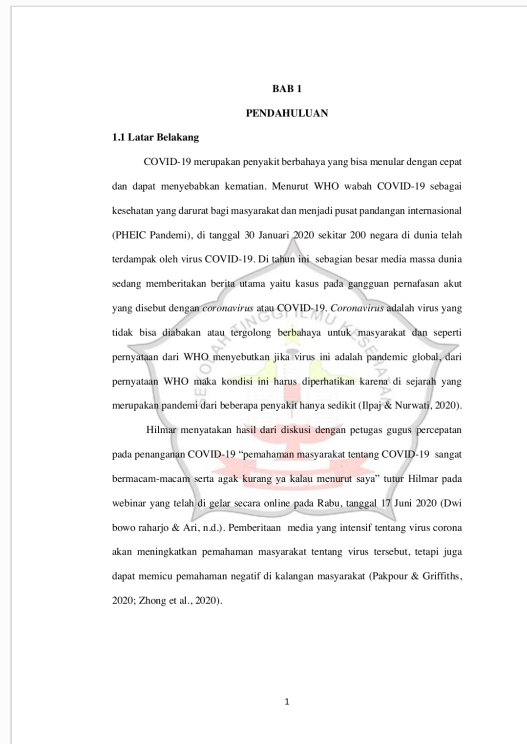 BAB 1
PENDAHULUAN
1.1 Latar Belakang
COVID-19 merupakan penyakit berbahaya yang bisa menular dengan cepat
dan dapat menyebabkan kematian. Menurut WHO wabah COVID-19 sebagai
kesehatan yang darurat bagi masyarakat dan menjadi pusat pandangan internasional
(PHEIC Pandemi), di tanggal 30 Januari 2020 sekitar 200 negara di dunia telah
terdampak oleh virus COVID-19. Di tahun ini sebagian besar media massa dunia
sedang memberitakan berita utama yaitu kasus pada gangguan pernafasan akut
yang disebut dengan coronavirus atau COVID-19. Coronavirus adalah virus yang
tidak bisa diabakan atau tergolong berbahaya untuk masyarakat dan seperti
pernyataan dari WHO menyebutkan jika virus ini adalah pandemic global, dari
pernyataan WHO maka kondisi ini harus diperhatikan karena di sejarah yang
merupakan pandemi dari beberapa penyakit hanya sedikit (Ilpaj & Nurwati, 2020).
Hilmar menyatakan hasil dari diskusi dengan petugas gugus percepatan
pada penanganan COVID-19 “pemahaman masyarakat tentang COVID-19 sangat
bermacam-macam serta agak kurang ya kalau menurut saya” tutur Hilmar pada
webinar yang telah di gelar secara online pada Rabu, tanggal 17 Juni 2020 (Dwi
bowo raharjo & Ari, n.d.). Pemberitaan media yang intensif tentang virus corona
akan meningkatkan pemahaman masyarakat tentang virus tersebut, tetapi juga
dapat memicu pemahaman negatif di kalangan masyarakat (Pakpour & Griffiths,
2020; Zhong et al., 2020).
SEKOLAH TINGGI ILMU KESEHATAN
1